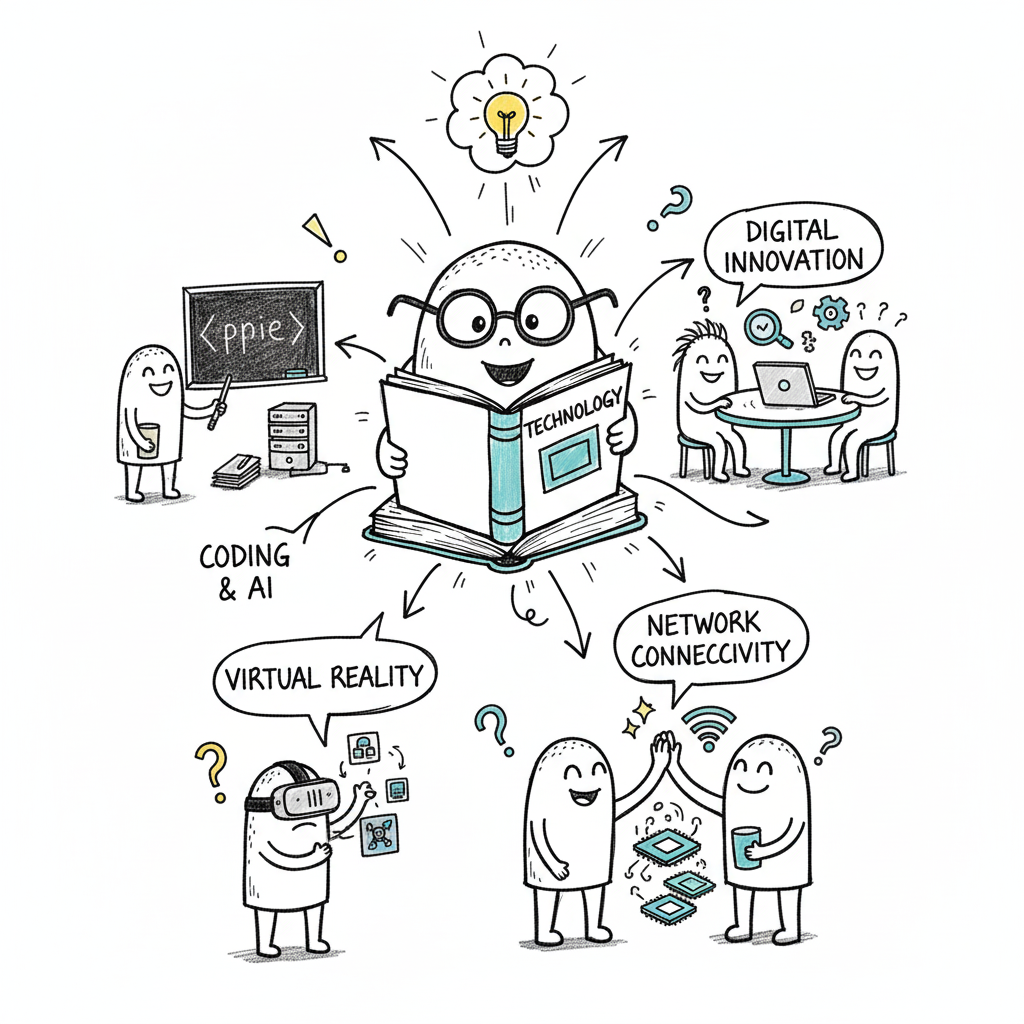 DIGITAL
INNOVATION
<ppie>
TECHNOLOGY
CODING
& AI
VIRTUAL REALITY
NETWORK
CONNECCIVITY